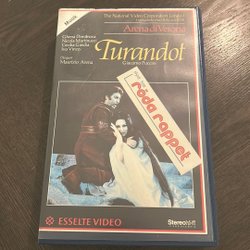 Musik
The National Video Corporation Limited
Arena di Verona
Ghena Dimitrova
Nicola Martinucci
Cecilia Gasdia
Ivo Vinco
Turandot
Giacomo Puccini
Maurizio Arena
röda rappet
ESSELTE VIDEO
Stereo